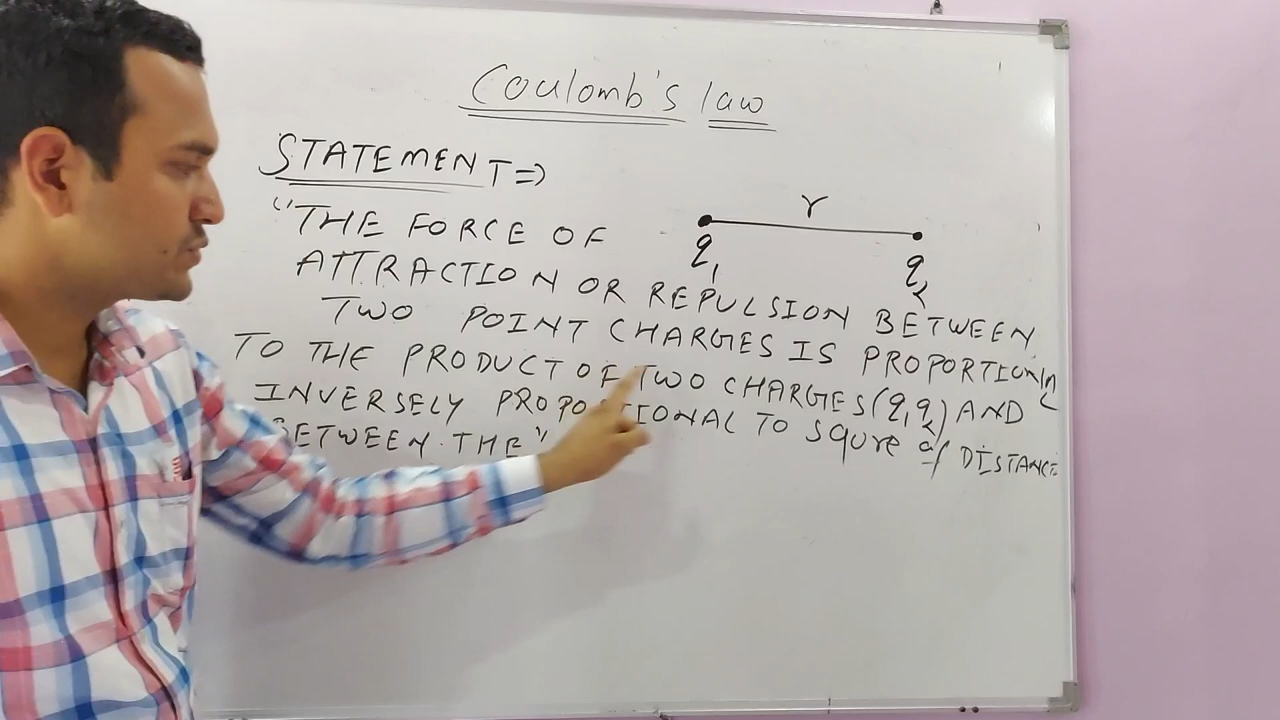 Coulomb's law
STATEMENT⇒
r
q₁ q₂
"THE FORCE OF
ATTRACTION OR REPULSION BETWEEN
TWO POINT CHARGES IS PROPORTIONAL
TO THE PRODUCT OF TWO CHARGES (q₁q₂) AND
INVERSELY PROPOTIONAL TO Squre of DISTANCE
BETWEEN THE"